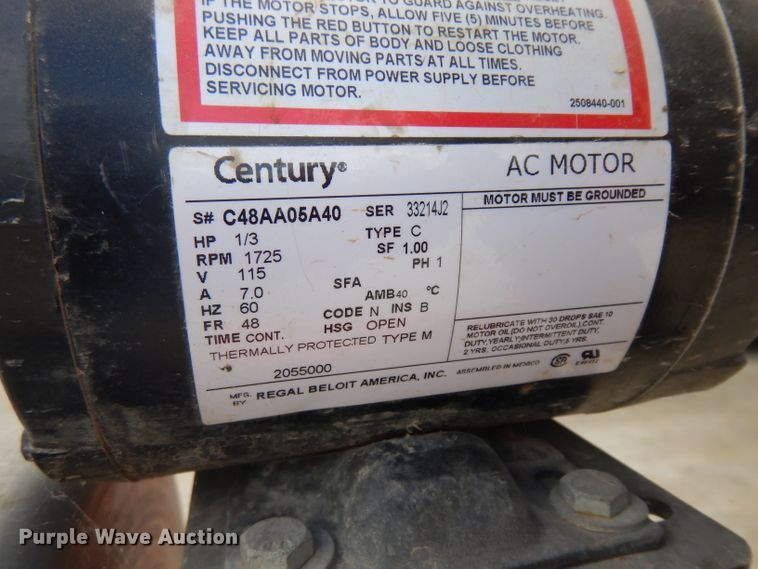 TO GUARD AGAINST OVERHEATING.
IF THE MOTOR STOPS, ALLOW FIVE (5) MINUTES BEFORE
PUSHING THE RED BUTTON TO RESTART THE MOTOR.
KEEP ALL PARTS OF BODY AND LOOSE CLOTHING
AWAY FROM MOVING PARTS AT ALL TIMES.
DISCONNECT FROM POWER SUPPLY BEFORE
SERVICING MOTOR.
2508440-001
Century® AC MOTOR
S# C48AA05A40 SER 33214J2
MOTOR MUST BE GROUNDED
HP 1/3 TYPE C
RPM 1725 SF 1.00
V 115 PH 1
A 7.0 SFA
HZ 60 AMB 40 °C
FR 48 CODE N INS B
TIME CONT. HSG OPEN
THERMALLY PROTECTED TYPE M
2055000
RELUBRICATE WITH 30 DROPS SAE 10
MOTOR OIL(DO NOT OVEROIL).CONT.
DUTY,YEARLY;INTERMITTENT DUTY,
2 YRS. OCCASIONAL DUTY,5 YRS.
MFG. BY REGAL BELOIT AMERICA, INC. ASSEMBLED IN MEXICO
Purple Wave Auction